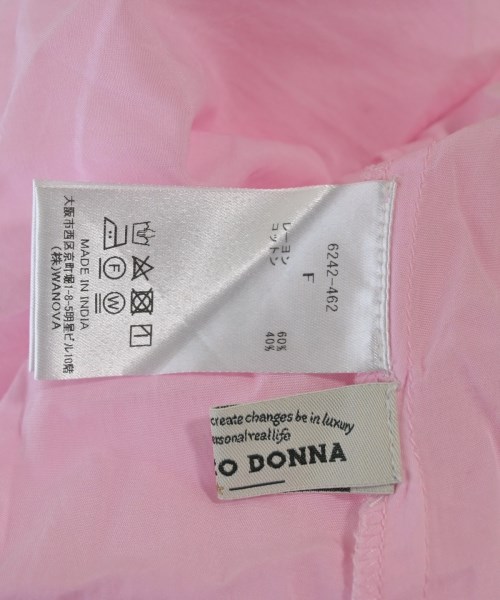 6242-462
F
レーヨン 60%
コットン 40%
F
W
MADE IN INDIA
(株)WANOVA
大阪市西区京町堀1-8-5明星ビル10階
create changes be in luxury
ersonal real life
O DONNA